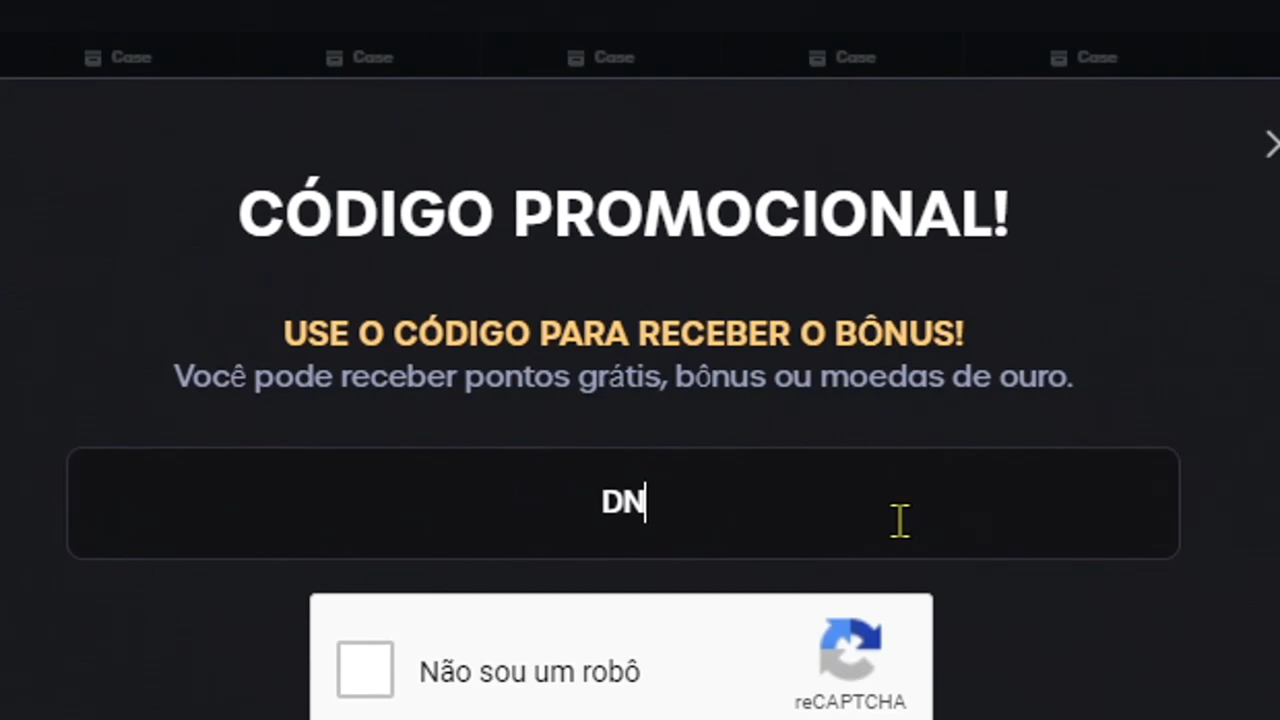 Case Case Case Case Case
CÓDIGO PROMOCIONAL!
USE O CÓDIGO PARA RECEBER O BÔNUS!
Você pode receber pontos grátis, bônus ou moedas de ouro.
DN
Não sou um robô
reCAPTCHA